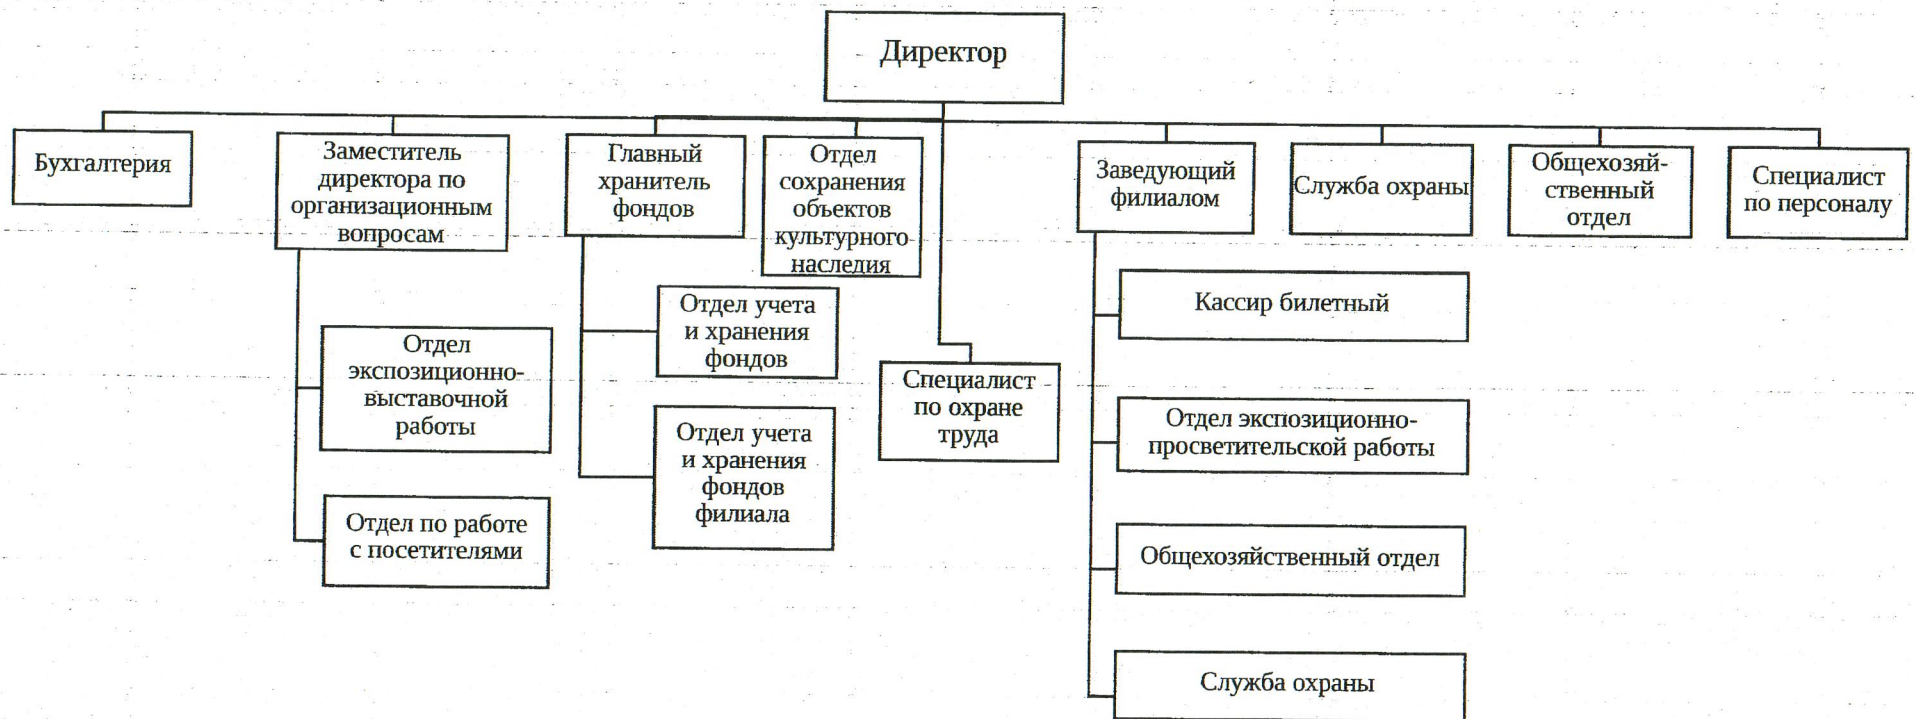 Директор
Бухгалтерия
Заместитель
директора по
организационным
вопросам
Главный
хранитель
фондов
Отдел
сохранения
объектов
культурного
наследия
Заведующий
филиалом
Служба охраны
Общехозяй-
ственный
отдел
Специалист
по персоналу
Отдел
экспозиционно-
выставочной
работы
Отдел по работе
с посетителями
Отдел учета
и хранения
фондов
Отдел учета
и хранения
фондов
филиала
Специалист
по охране
труда
Кассир билетный
Отдел экспозиционно-
просветительской работы
Общехозяйственный отдел
Служба охраны